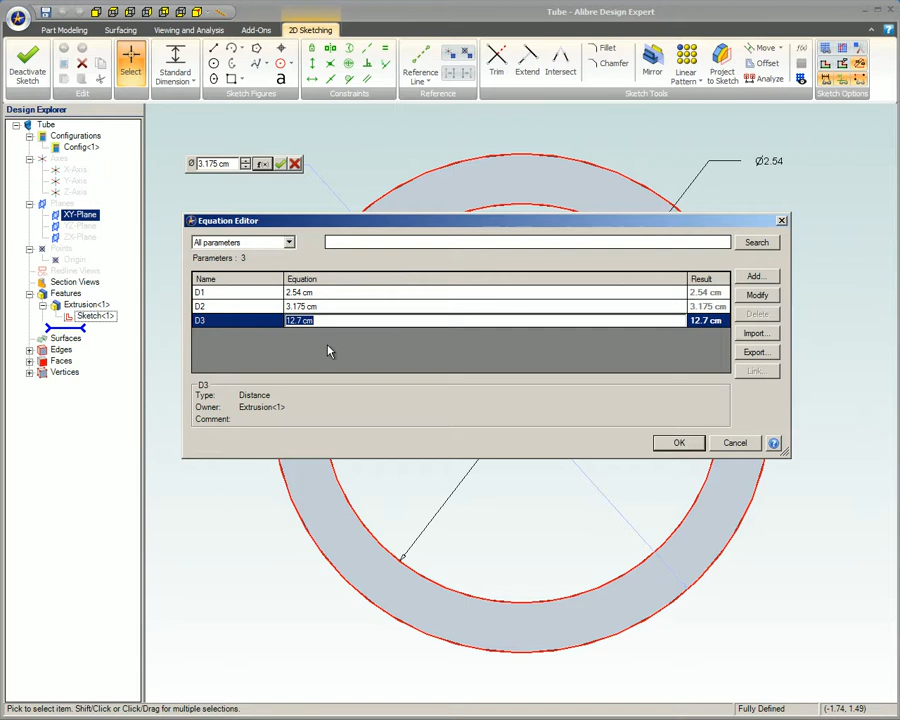 Tube - Alibre Design Expert
Part Modeling
Surfacing
Viewing and Analysis
Add-Ons
2D Sketching
Deactivate Sketch
Edit
Select
Standard Dimension
a
Sketch Figures
Constraints
Reference Line
Reference
Trim
Extend
Intersect
Fillet
Chamfer
Mirror
Linear Pattern
Project to Sketch
Move
Offset
Analyze
f(x)
Sketch Tools
Sketch Options
Design Explorer
Tube
Configurations
Config<1>
Axes
X-Axis
Y-Axis
Z-Axis
Planes
XY-Plane
YZ-Plane
ZX-Plane
Points
Origin
Redline Views
Section Views
Features
Extrusion<1>
Sketch<1>
Surfaces
Edges
Faces
Vertices
Ø 3.175 cm f(x)
Ø2.54
Equation Editor
All parameters
Search
Parameters : 3
Name Equation Result
D1 2.54 cm 2.54 cm
D2 3.175 cm 3.175 cm
D3 12.7 cm 12.7 cm
Add...
Modify
Delete
Import...
Export...
Link...
D3
Type: Distance
Owner: Extrusion<1>
Comment:
OK
Cancel
Pick to select item. Shift/Click or Click/Drag for multiple selections.
Fully Defined
(-1.74, 1.49)